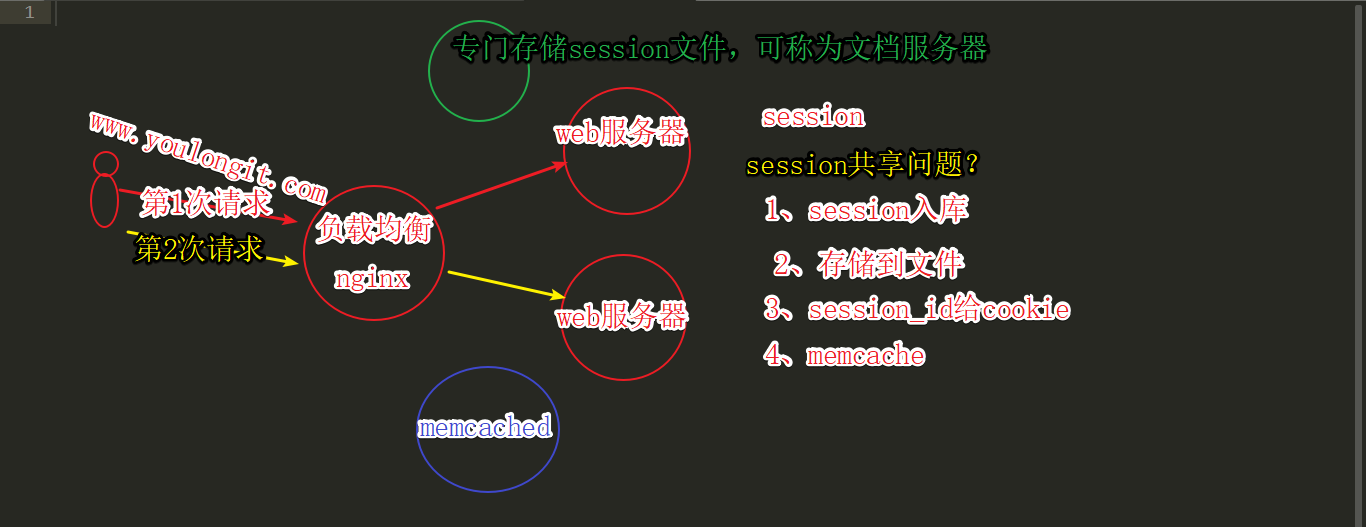 1
专门存储session文件，可称为文档服务器
www.youlongit.com
第1次请求
第2次请求
负载均衡
nginx
web服务器
web服务器
memcached
session
session共享问题？
1、session入库
2、存储到文件
3、session_id给cookie
4、memcache